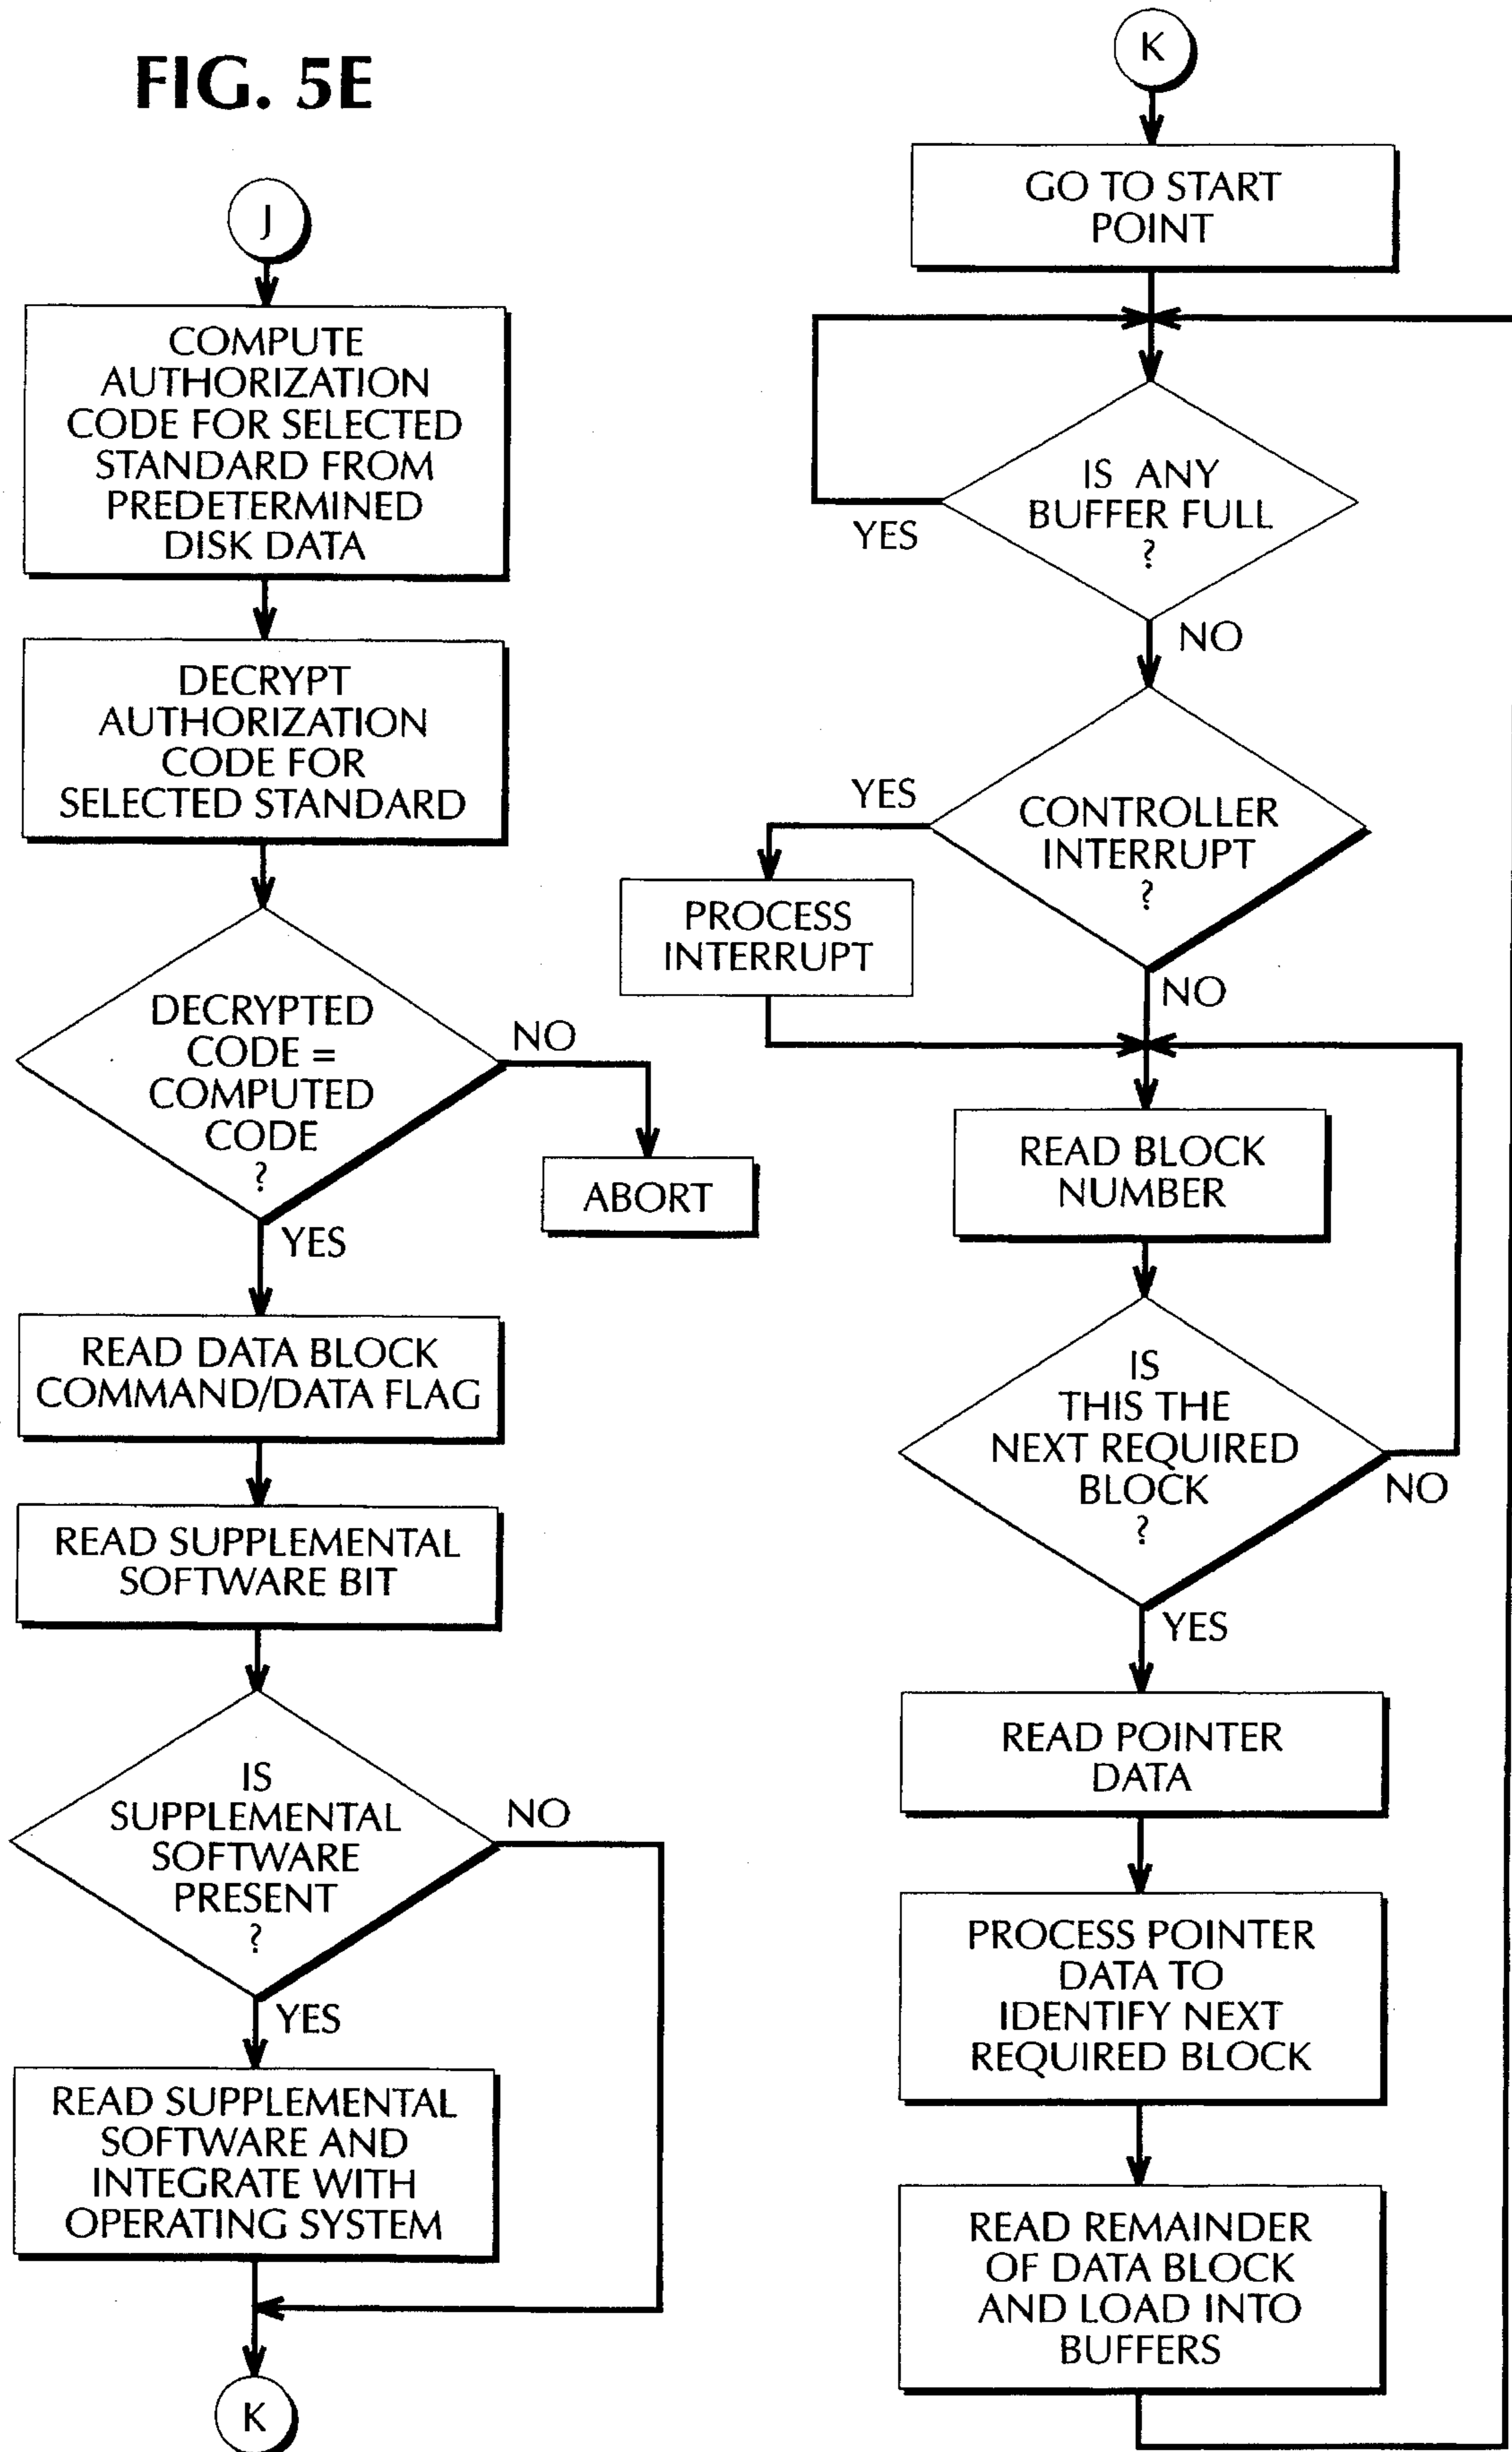 FIG. 5E
J
COMPUTE
AUTHORIZATION
CODE FOR SELECTED
STANDARD FROM
PREDETERMINED
DISK DATA
DECRYPT
AUTHORIZATION
CODE FOR
SELECTED STANDARD
DECRYPTED
CODE =
COMPUTED
CODE
?
NO
ABORT
YES
READ DATA BLOCK
COMMAND/DATA FLAG
READ SUPPLEMENTAL
SOFTWARE BIT
IS
SUPPLEMENTAL
SOFTWARE
PRESENT
?
NO
YES
READ SUPPLEMENTAL
SOFTWARE AND
INTEGRATE WITH
OPERATING SYSTEM
K
K
GO TO START
POINT
IS ANY
BUFFER FULL
?
YES
NO
CONTROLLER
INTERRUPT
?
YES
PROCESS
INTERRUPT
NO
READ BLOCK
NUMBER
IS
THIS THE
NEXT REQUIRED
BLOCK
?
NO
YES
READ POINTER
DATA
PROCESS POINTER
DATA TO
IDENTIFY NEXT
REQUIRED BLOCK
READ REMAINDER
OF DATA BLOCK
AND LOAD INTO
BUFFERS